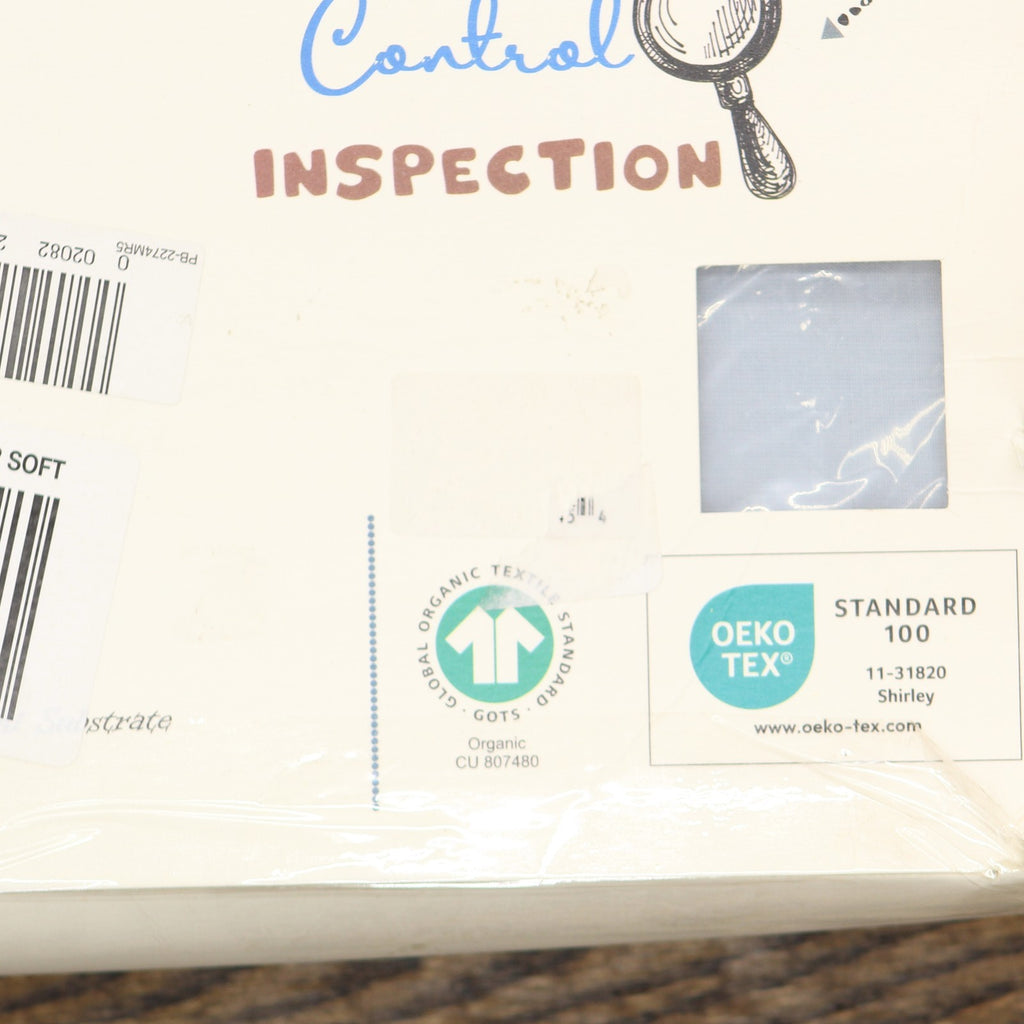 Control
INSPECTION
PB-2274MR5
0 02082 2
SOFT
GLOBAL ORGANIC TEXTILE STANDARD · GOTS ·
Organic
CU 807480
OEKO
TEX®
STANDARD
100
11-31820
Shirley
www.oeko-tex.com